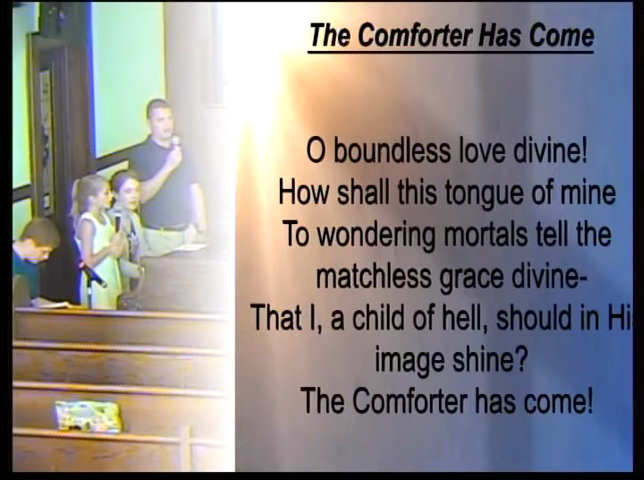 The Comforter Has Come
O boundless love divine!
How shall this tongue of mine
To wondering mortals tell the
matchless grace divine-
That I, a child of hell, should in Hi
image shine?
The Comforter has come!